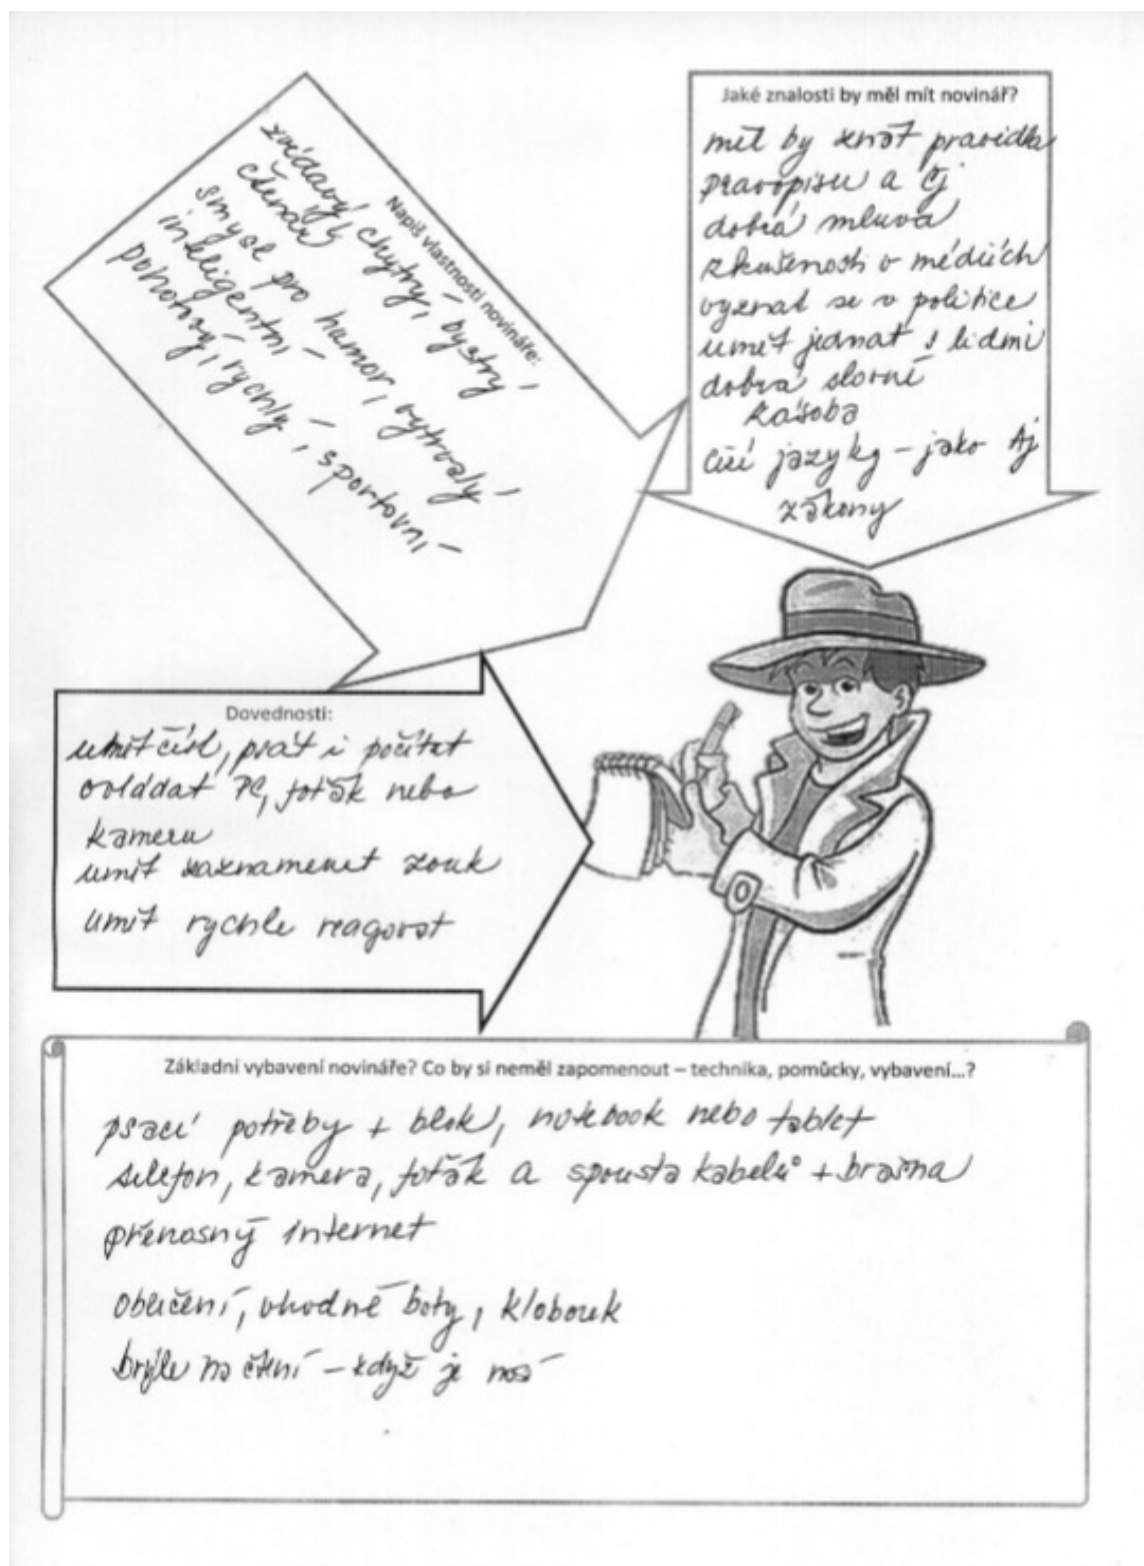 Napiš vlastnosti novináře:
zvídavý, chytrý, bystrý
čtenář
smysl pro humor, vytrvalý
inteligentní
pohotový, rychlý, sportovní
Jaké znalosti by měl mít novinář?
měl by znát pravidla
pravopisu a čj
dobrá mluva
zkušenosti v médiích
vyznat se v politice
umět jednat s lidmi
dobrá slovní
zásoba
cizí jazyky – jako Aj
zákony
Dovednosti:
umět číst, psát i počítat
ovládat PC, foťák nebo
kameru
umět zaznamenat zvuk
umět rychle reagovat
Základní vybavení novináře? Co by si neměl zapomenout – technika, pomůcky, vybavení...?
psací potřeby + blok, notebook nebo tablet
telefon, kamera, foťák a spousta kabelů + brašna
přenosný internet
oblečení, vhodné boty, klobouk
brýle na čtení – když je nosí